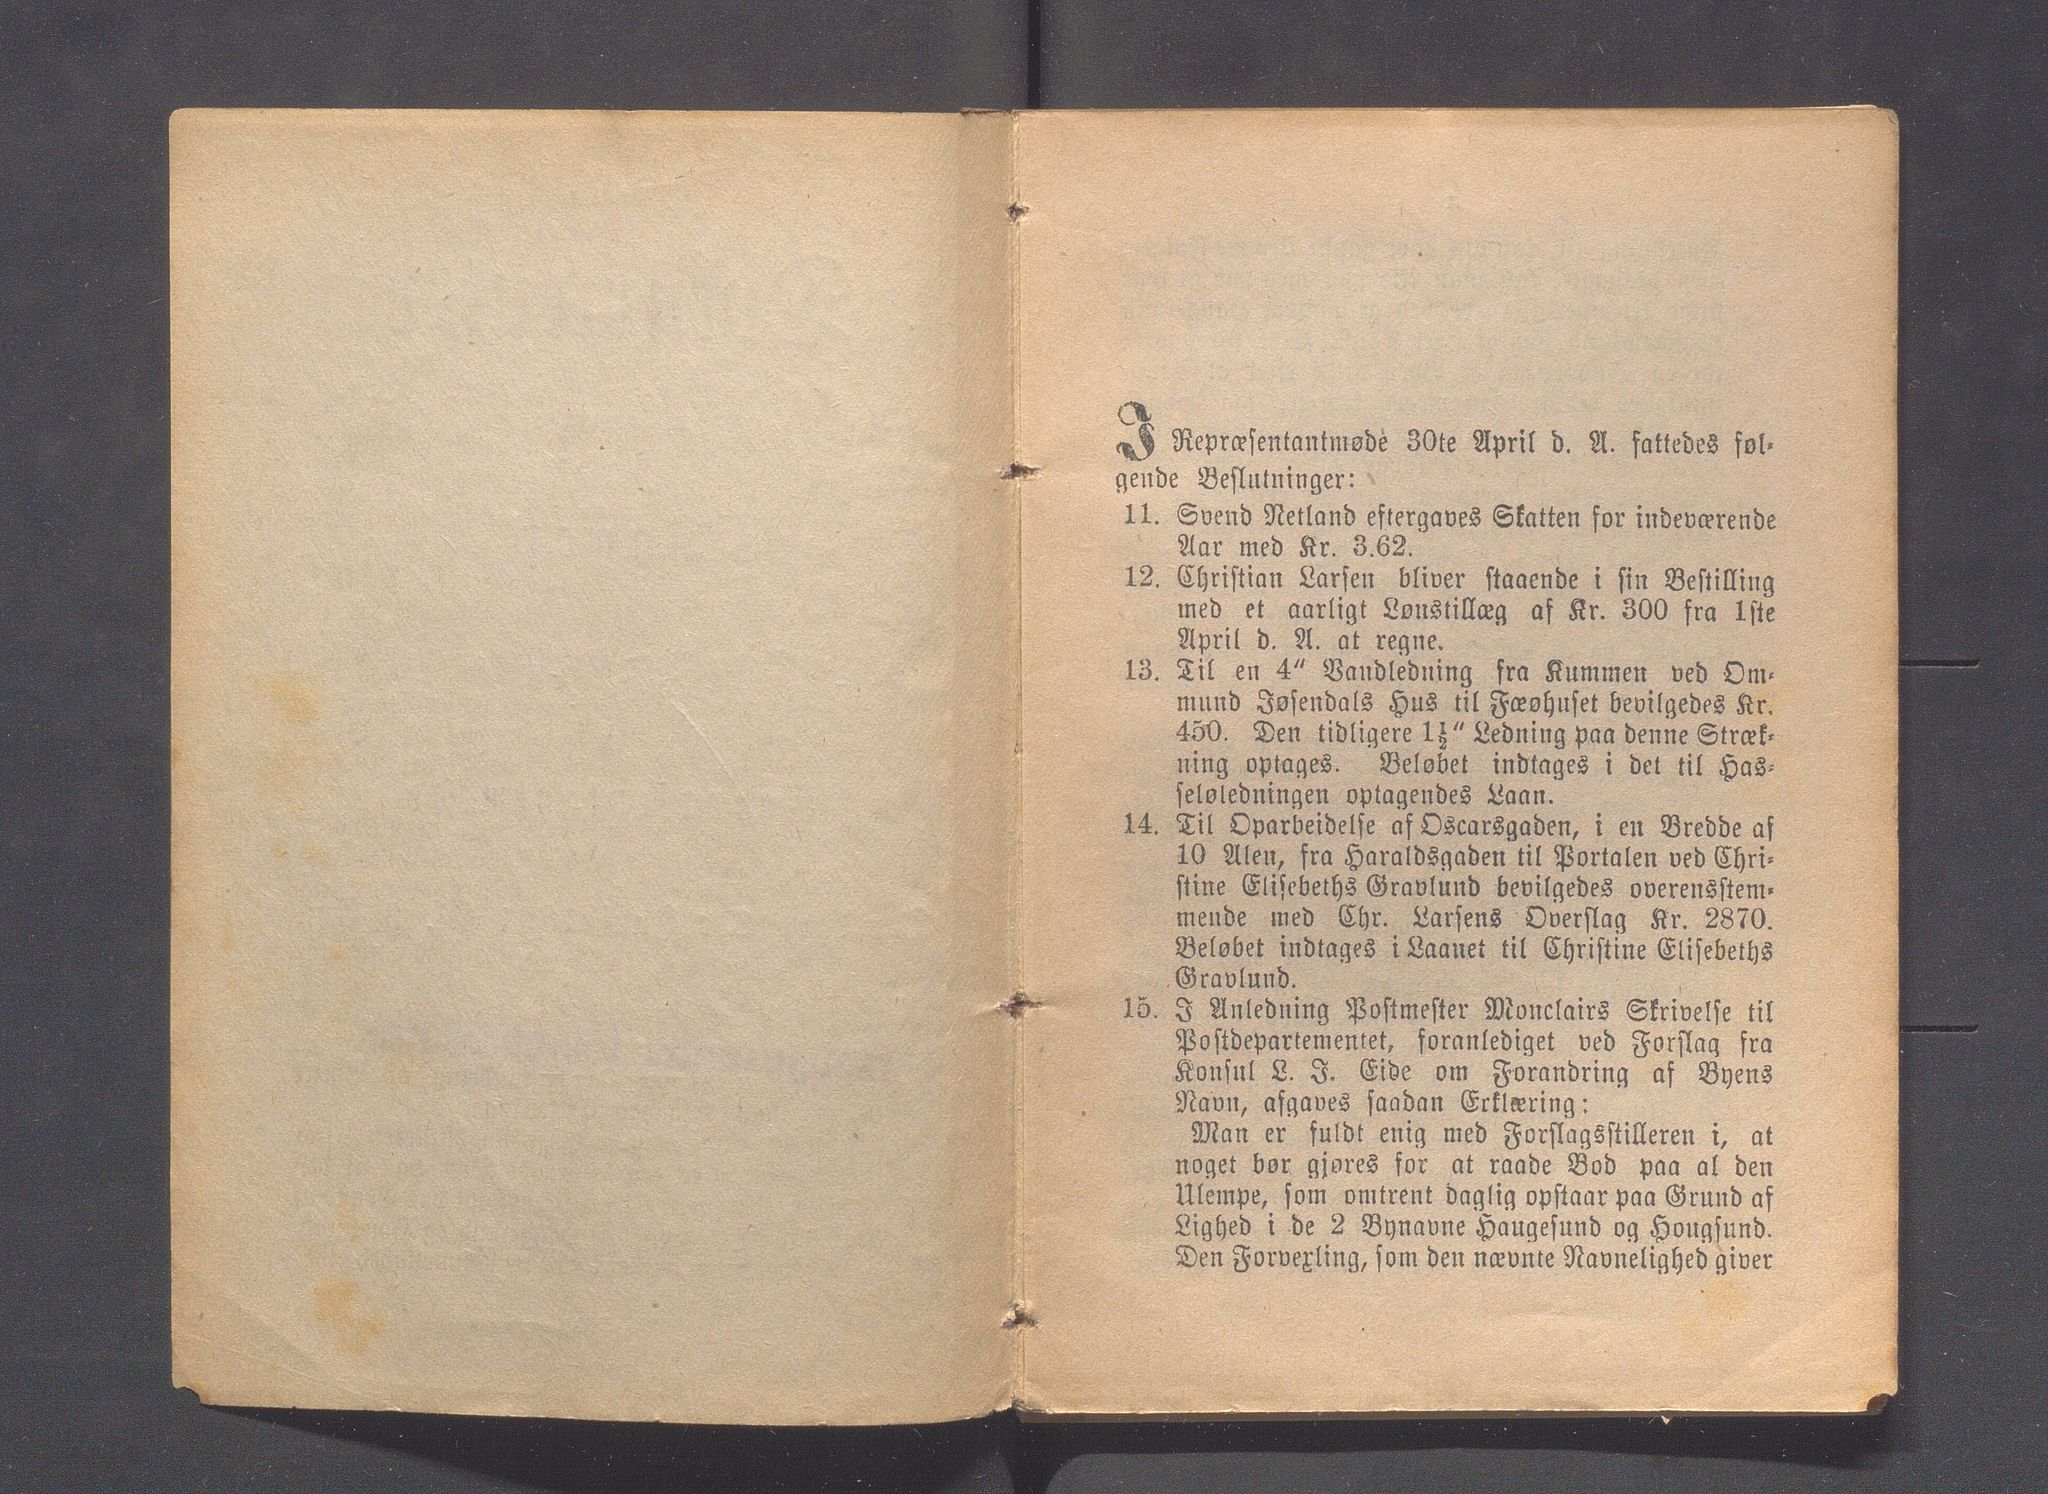 I Repræsentantmøde 30te April d. A. fattedes føl-
gende Beslutninger:
11. Svend Netland eftergaves Skatten for indeværende
Aar med Kr. 3.62.
12. Christian Larsen bliver staaende i sin Bestilling
med et aarligt Lønstillæg af Kr. 300 fra 1ste
April d. A. at regne.
13. Til en 4" Vandledning fra Kummen ved Om-
mund Jøsendals Hus til Fæøhuset bevilgedes Kr.
450. Den tidligere 1½" Ledning paa denne Stræk-
ning optages. Beløbet indtages i det til Has-
seløledningen optagendes Laan.
14. Til Oparbeidelse af Oscarsgaden, i en Bredde af
10 Alen, fra Haraldsgaden til Portalen ved Chri-
stine Elisebeths Gravlund bevilgedes overensstem-
mende med Chr. Larsens Overslag Kr. 2870.
Beløbet indtages i Laanet til Christine Elisebeths
Gravlund.
15. I Anledning Postmester Monclairs Skrivelse til
Postdepartementet, foranlediget ved Forslag fra
Konsul L. J. Eide om Forandring af Byens
Navn, afgaves saadan Erklæring:
Man er fuldt enig med Forslagsstilleren i, at
noget bør gjøres for at raade Bod paa al den
Ulempe, som omtrent daglig opstaar paa Grund af
Lighed i de 2 Bynavne Haugesund og Hougsund.
Den Forvexling, som den nævnte Navnelighed giver